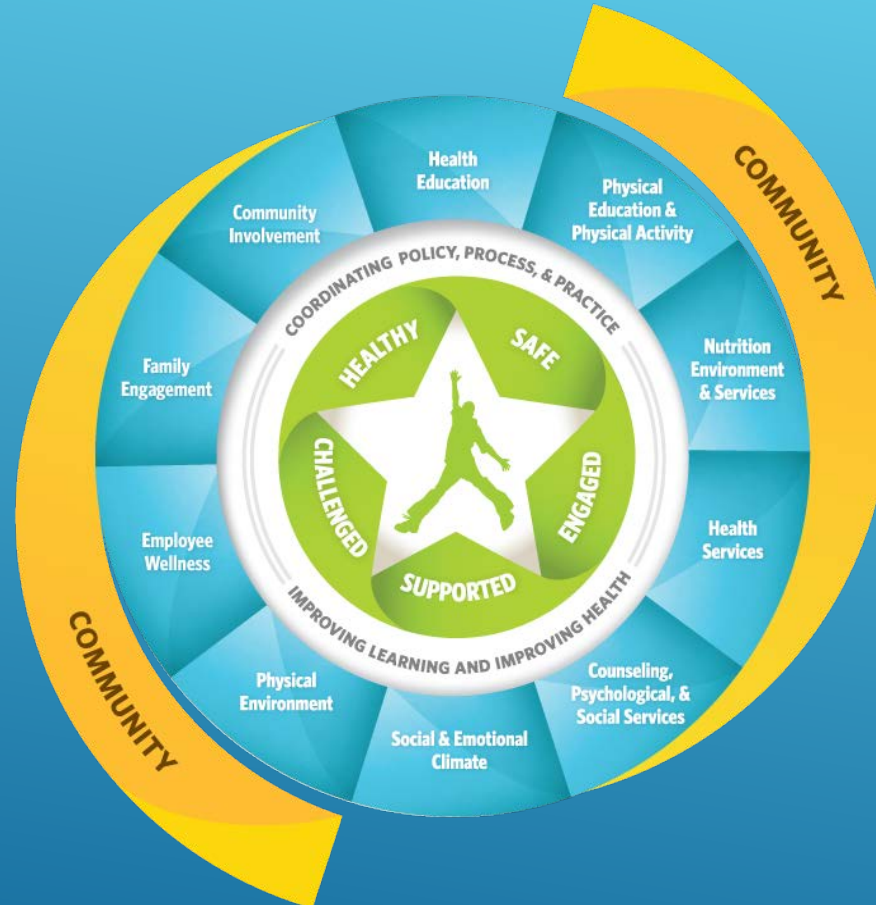 COMMUNITY
Health
Education
Physical
Education &
Physical Activity
Nutrition
Environment
& Services
Health
Services
Counseling,
Psychological, &
Social Services
Social & Emotional
Climate
Physical
Environment
Employee
Wellness
Family
Engagement
Community
Involvement
COORDINATING POLICY, PROCESS, & PRACTICE
IMPROVING LEARNING AND IMPROVING HEALTH
HEALTHY
SAFE
ENGAGED
SUPPORTED
CHALLENGED
COMMUNITY